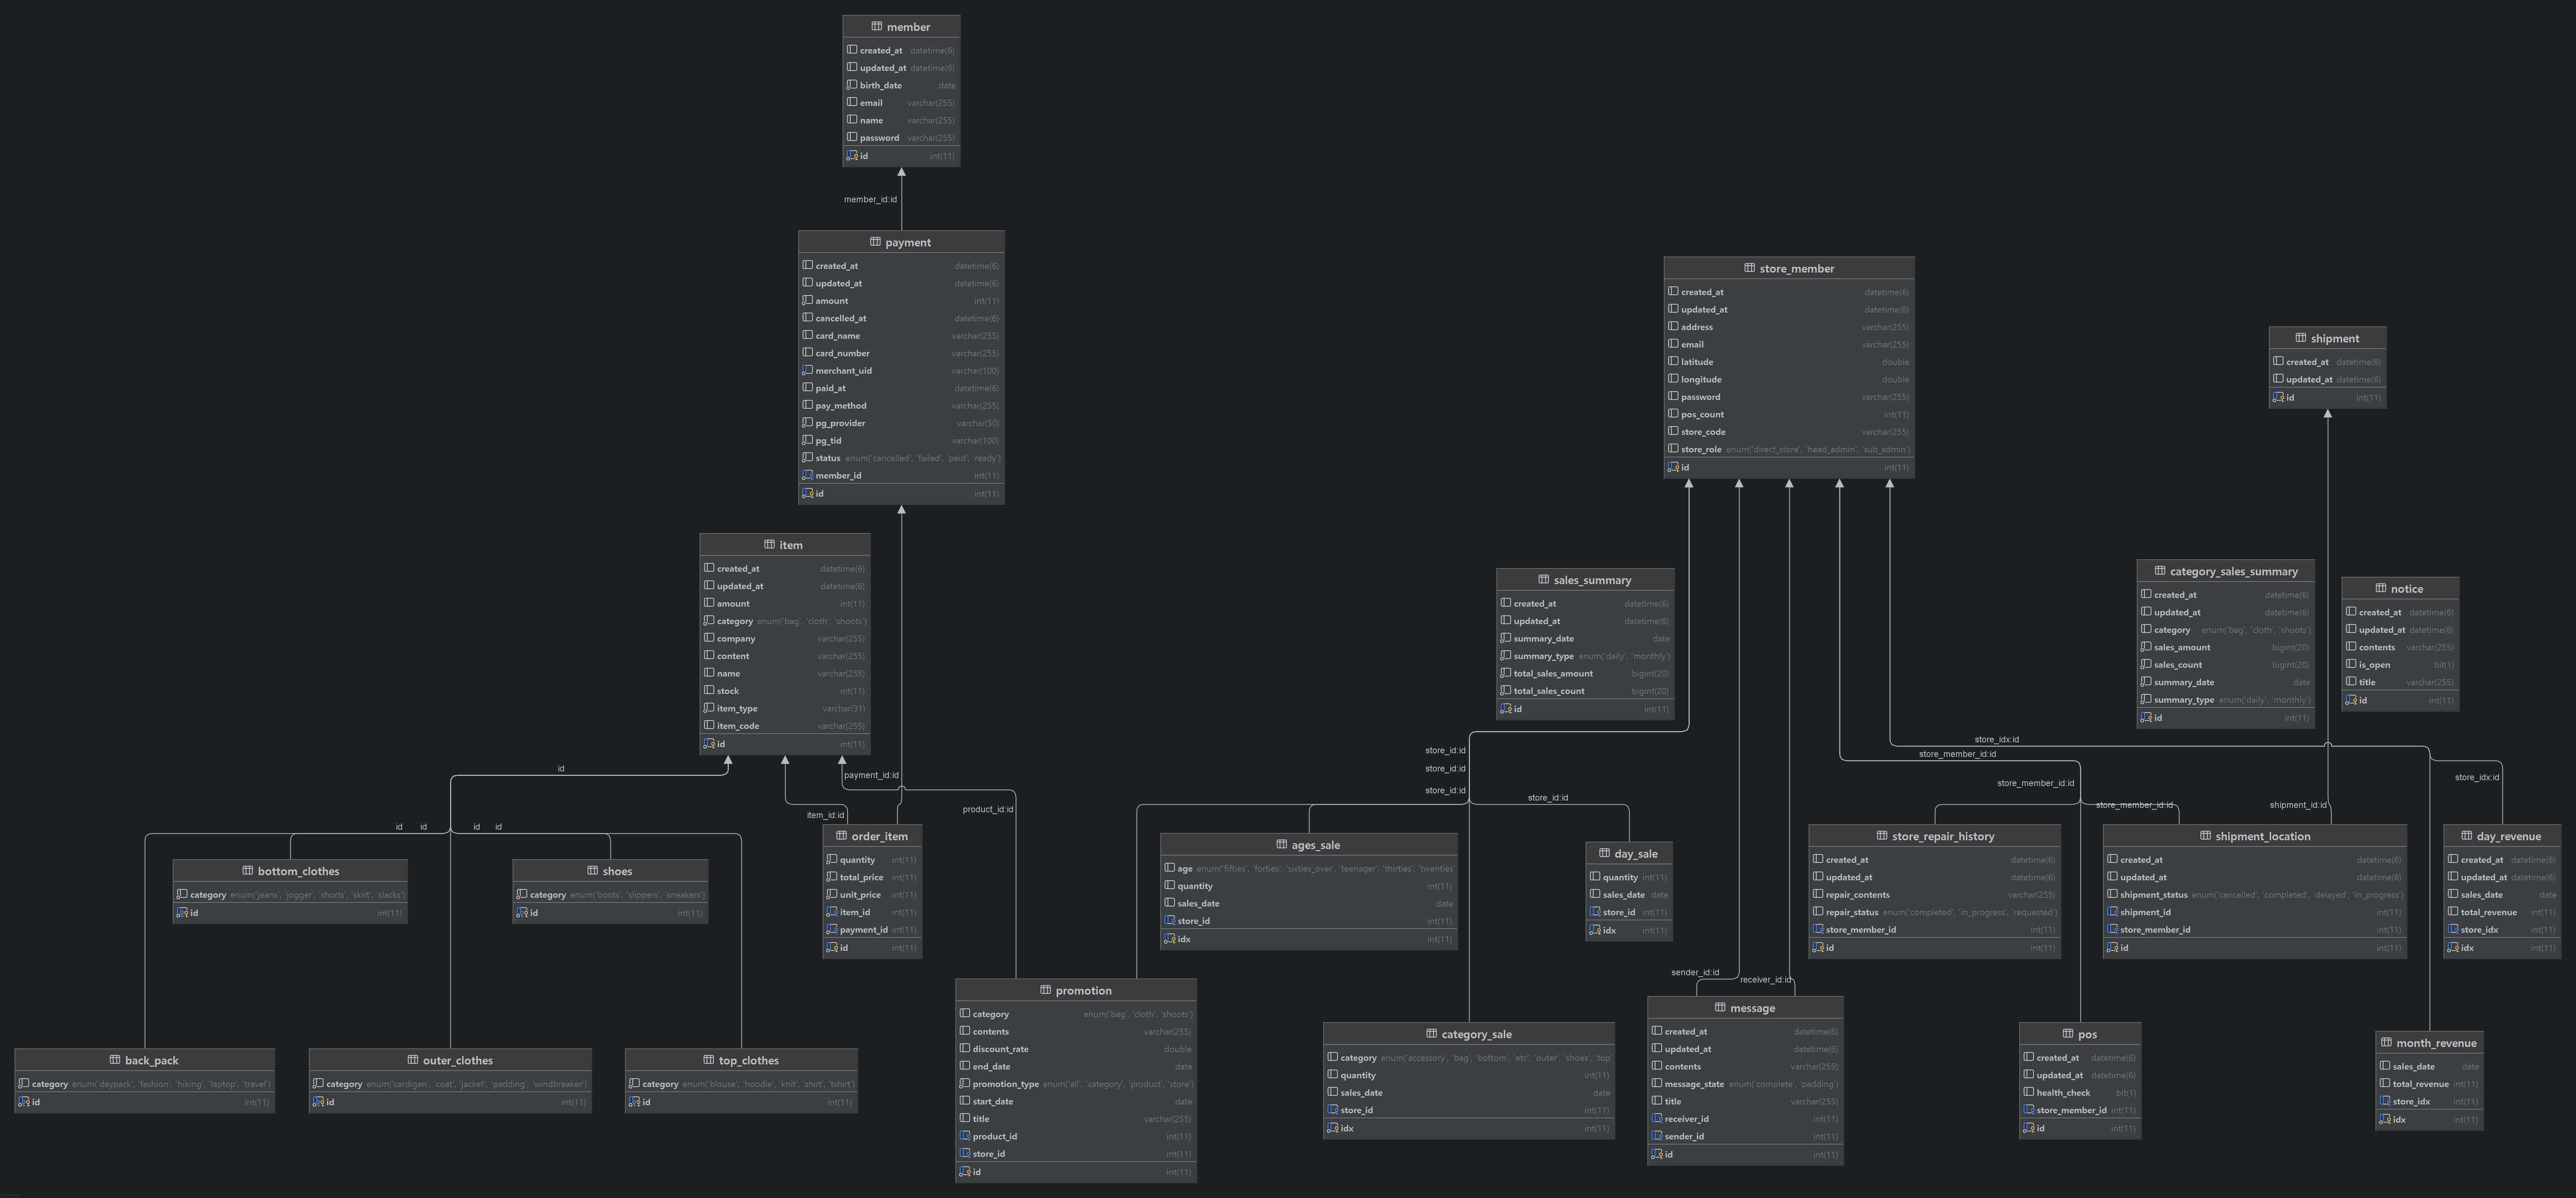 member
created_at datetime(6)
updated_at datetime(6)
birth_date date
email varchar(255)
name varchar(255)
password varchar(255)
id int(11)
member_id:id
payment
created_at datetime(6)
updated_at datetime(6)
amount int(11)
cancelled_at datetime(6)
card_name varchar(255)
card_number varchar(255)
merchant_uid varchar(100)
paid_at datetime(6)
pay_method varchar(255)
pg_provider varchar(50)
pg_tid varchar(100)
status enum('cancelled', 'failed', 'paid', 'ready')
member_id int(11)
id int(11)
store_member
created_at datetime(6)
updated_at datetime(6)
address varchar(255)
email varchar(255)
latitude double
longitude double
password varchar(255)
pos_count int(11)
store_code varchar(255)
store_role enum('direct_store', 'head_admin', 'sub_admin')
id int(11)
shipment
created_at datetime(6)
updated_at datetime(6)
id int(11)
item
created_at datetime(6)
updated_at datetime(6)
amount int(11)
category enum('bag', 'cloth', 'shoots')
company varchar(255)
content varchar(255)
name varchar(255)
stock int(11)
item_type varchar(31)
item_code varchar(255)
id int(11)
sales_summary
created_at datetime(6)
updated_at datetime(6)
summary_date date
summary_type enum('daily', 'monthly')
total_sales_amount bigint(20)
total_sales_count bigint(20)
id int(11)
category_sales_summary
created_at datetime(6)
updated_at datetime(6)
category enum('bag', 'cloth', 'shoots')
sales_amount bigint(20)
sales_count bigint(20)
summary_date date
summary_type enum('daily', 'monthly')
id int(11)
notice
created_at datetime(6)
updated_at datetime(6)
contents varchar(255)
is_open bit(1)
title varchar(255)
id int(11)
id
id id id id
payment_id:id
item_id:id
product_id:id
store_id:id
store_id:id
store_id:id
store_id:id
store_idx:id
store_member_id:id
store_member_id:id
store_member_id:id
shipment_id:id
store_idx:id
bottom_clothes
category enum('jeans', 'jogger', 'shorts', 'skirt', 'slacks')
id int(11)
shoes
category enum('boots', 'slippers', 'sneakers')
id int(11)
order_item
quantity int(11)
total_price int(11)
unit_price int(11)
item_id int(11)
payment_id int(11)
id int(11)
ages_sale
age enum('fifties', 'forties', 'sixties_over', 'teenager', 'thirties', 'twenties'
quantity int(11)
sales_date date
store_id int(11)
idx int(11)
day_sale
quantity int(11)
sales_date date
store_id int(11)
idx int(11)
store_repair_history
created_at datetime(6)
updated_at datetime(6)
repair_contents varchar(255)
repair_status enum('completed', 'in_progress', 'requested')
store_member_id int(11)
id int(11)
shipment_location
created_at datetime(6)
updated_at datetime(6)
shipment_status enum('cancelled', 'completed', 'delayed', 'in_progress')
shipment_id int(11)
store_member_id int(11)
id int(11)
day_revenue
created_at datetime(6)
updated_at datetime(6)
sales_date date
total_revenue int(11)
store_idx int(11)
idx int(11)
sender_id:id
receiver_id:id
back_pack
category enum('daypack', 'fashion', 'hiking', 'laptop', 'travel')
id int(11)
outer_clothes
category enum('cardigan', 'coat', 'jacket', 'padding', 'windbreaker')
id int(11)
top_clothes
category enum('blouse', 'hoodie', 'knit', 'shirt', 'tshirt')
id int(11)
promotion
category enum('bag', 'cloth', 'shoots')
contents varchar(255)
discount_rate double
end_date date
promotion_type enum('all', 'category', 'product', 'store')
start_date date
title varchar(255)
product_id int(11)
store_id int(11)
id int(11)
category_sale
category enum('accessory', 'bag', 'bottom', 'etc', 'outer', 'shoes', 'top'
quantity int(11)
sales_date date
store_id int(11)
idx int(11)
message
created_at datetime(6)
updated_at datetime(6)
contents varchar(255)
message_state enum('complete', 'padding')
title varchar(255)
receiver_id int(11)
sender_id int(11)
id int(11)
pos
created_at datetime(6)
updated_at datetime(6)
health_check bit(1)
store_member_id int(11)
id int(11)
month_revenue
sales_date date
total_revenue int(11)
store_idx int(11)
idx int(11)